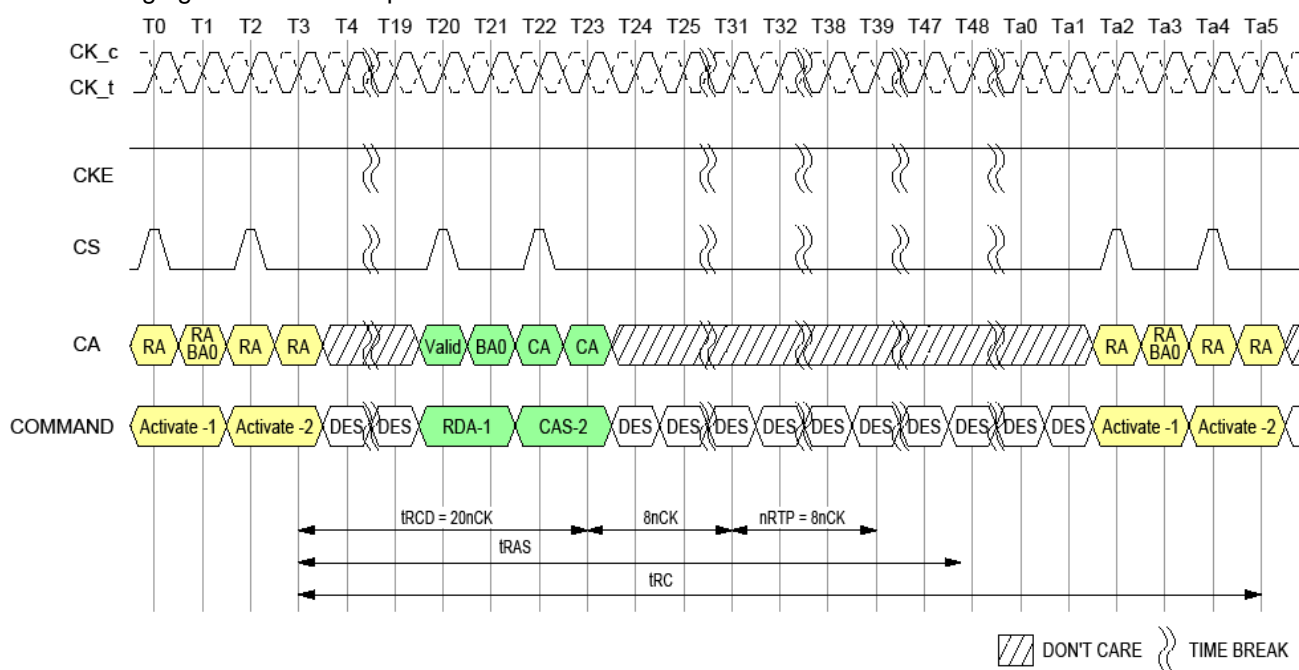 T0 T1 T2 T3 T4 T19 T20 T21 T22 T23 T24 T25 T31 T32 T38 T39 T47 T48 Ta0 Ta1 Ta2 Ta3 Ta4 Ta5
CK_c
CK_t
CKE
CS
CA RA RA BA0 RA RA Valid BA0 CA CA RA RA BA0 RA RA
COMMAND Activate -1 Activate -2 DES DES RDA-1 CAS-2 DES DES DES DES DES DES DES DES DES DES Activate -1 Activate -2
tRCD = 20nCK 8nCK nRTP = 8nCK
tRAS
tRC
DON'T CARE TIME BREAK